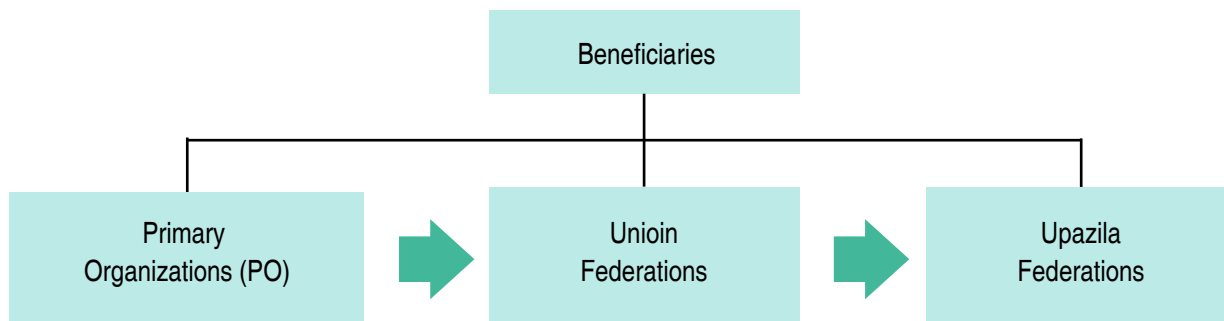 Beneficiaries
Primary
Organizations (PO)
Unioin
Federations
Upazila
Federations